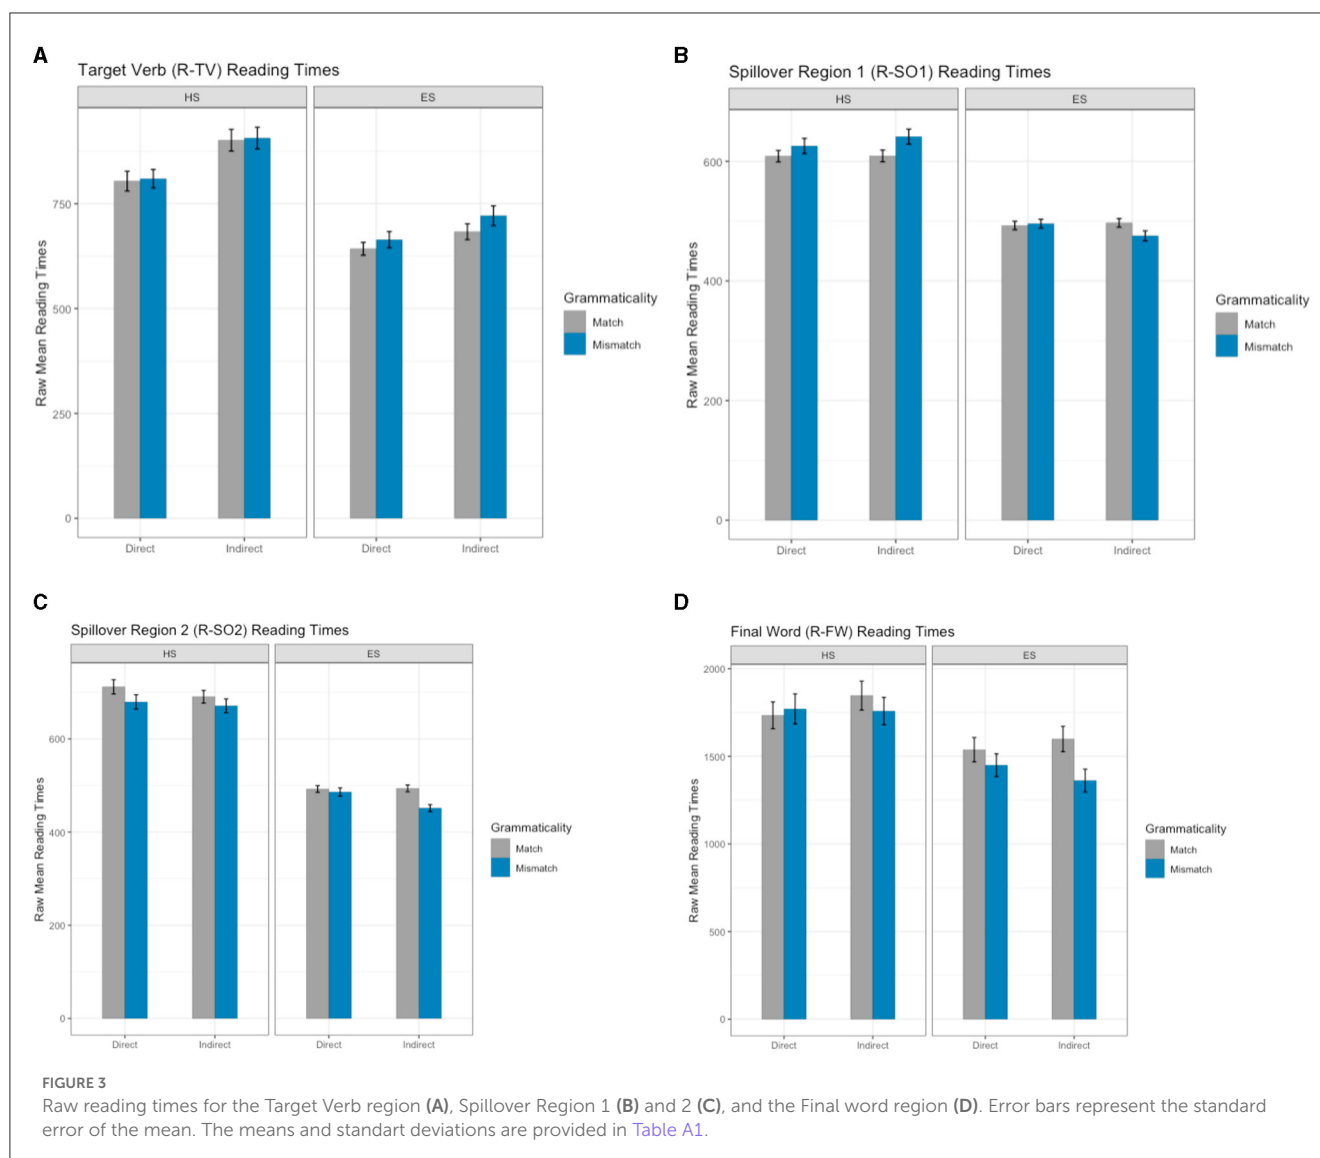 A
Target Verb (R-TV) Reading Times
HS
ES
Raw Mean Reading Times
750
500
250
0
Direct
Indirect
Direct
Indirect
Grammaticality
Match
Mismatch
B
Spillover Region 1 (R-SO1) Reading Times
HS
ES
Raw Mean Reading Times
600
400
200
0
Direct
Indirect
Direct
Indirect
Grammaticality
Match
Mismatch
C
Spillover Region 2 (R-SO2) Reading Times
HS
ES
Raw Mean Reading Times
600
400
200
0
Direct
Indirect
Direct
Indirect
Grammaticality
Match
Mismatch
D
Final Word (R-FW) Reading Times
HS
ES
Raw Mean Reading Times
2000
1500
1000
500
0
Direct
Indirect
Direct
Indirect
Grammaticality
Match
Mismatch
FIGURE 3
Raw reading times for the Target Verb region (A), Spillover Region 1 (B) and 2 (C), and the Final word region (D). Error bars represent the standard
error of the mean. The means and standart deviations are provided in Table A1.